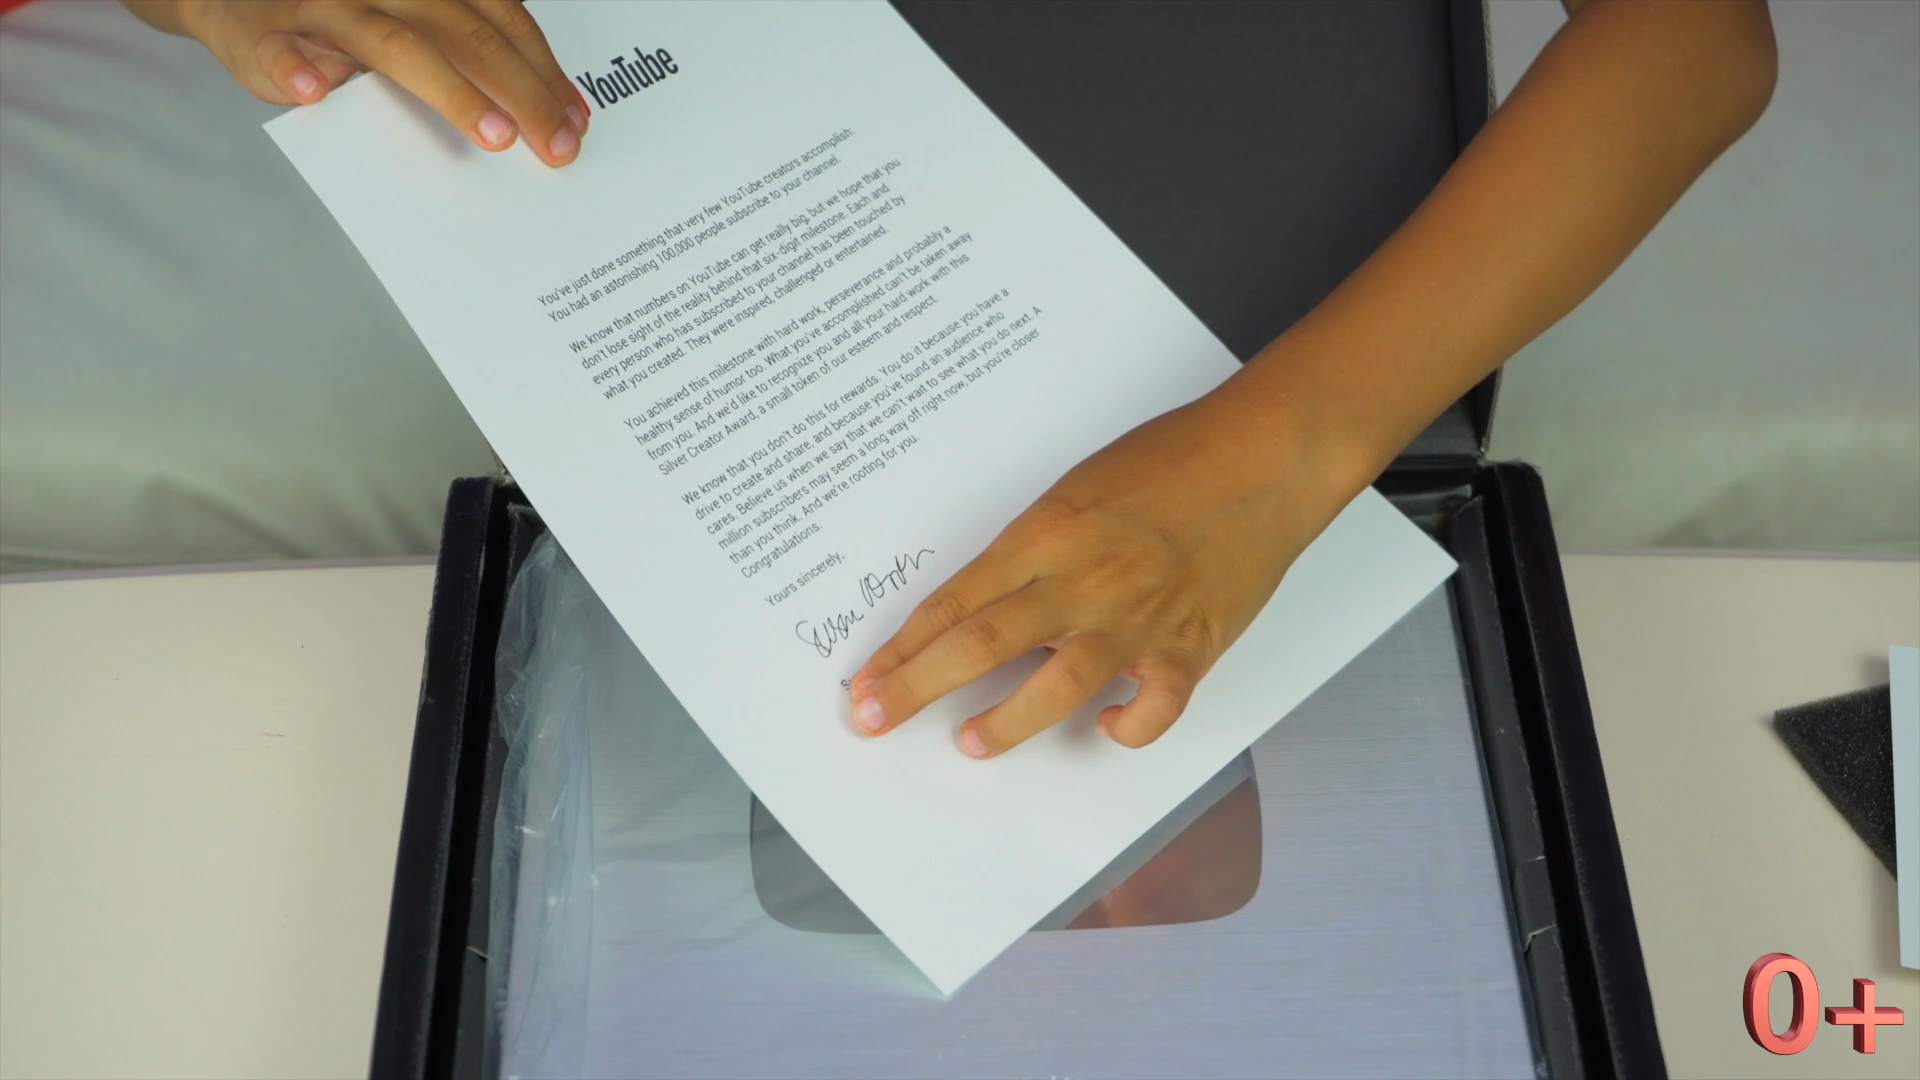 YouTube
You've just done something that very few YouTube creators accomplish:
You had an astonishing 100,000 people subscribe to your channel.
We know that numbers on YouTube can get really big, but we hope that you
don't lose sight of the reality behind that six-digit milestone. Each and
every person who has subscribed to your channel has been touched by
what you created. They were inspired, challenged or entertained.
You achieved this milestone with hard work, perseverance and probably a
healthy sense of humor too. What you've accomplished can't be taken away
from you. And we'd like to recognize you and all your hard work with this
Silver Creator Award, a small token of our esteem and respect.
We know that you don't do this for rewards. You do it because you have a
drive to create and share, and because you've found an audience who
cares. Believe us when we say that we can't wait to see what you do next. A
million subscribers may seem a long way off right now, but you're closer
than you think. And we're rooting for you.
Congratulations.
Yours sincerely,
Susan
0+